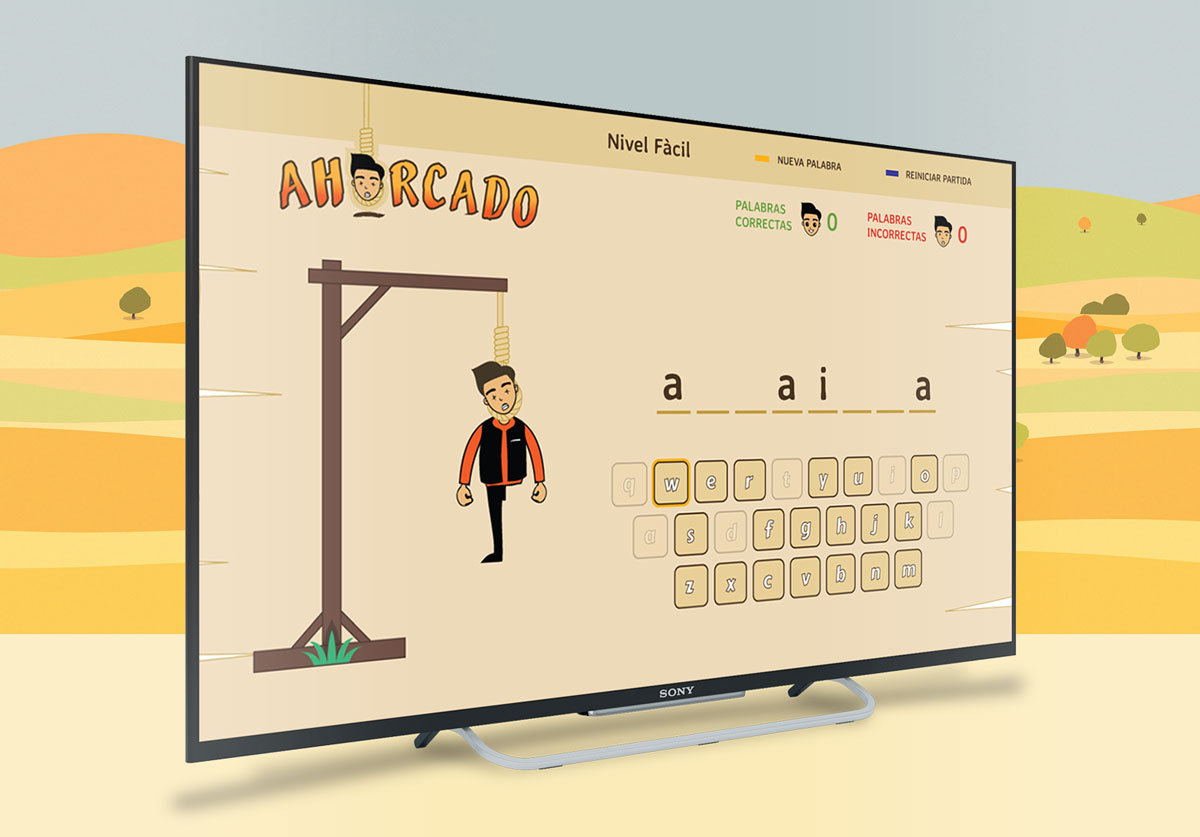 Nivel Fàcil
NUEVA PALABRA
REINICIAR PARTIDA
AHORCADO
PALABRAS
CORRECTAS
0
PALABRAS
INCORRECTAS
0
a _ _ a i _ _ a
q w e r t y u i o p
a s d f g h j k l
z x c v b n m
SONY